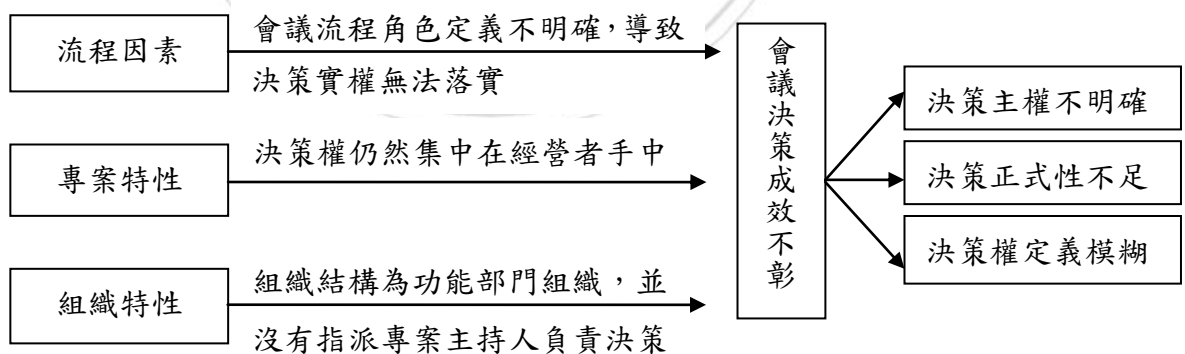 流程因素
會議流程角色定義不明確，導致
決策實權無法落實
專案特性
決策權仍然集中在經營者手中
組織特性
組織結構為功能部門組織，並
沒有指派專案主持人負責決策
會議決策成效不彰
決策主權不明確
決策正式性不足
決策權定義模糊